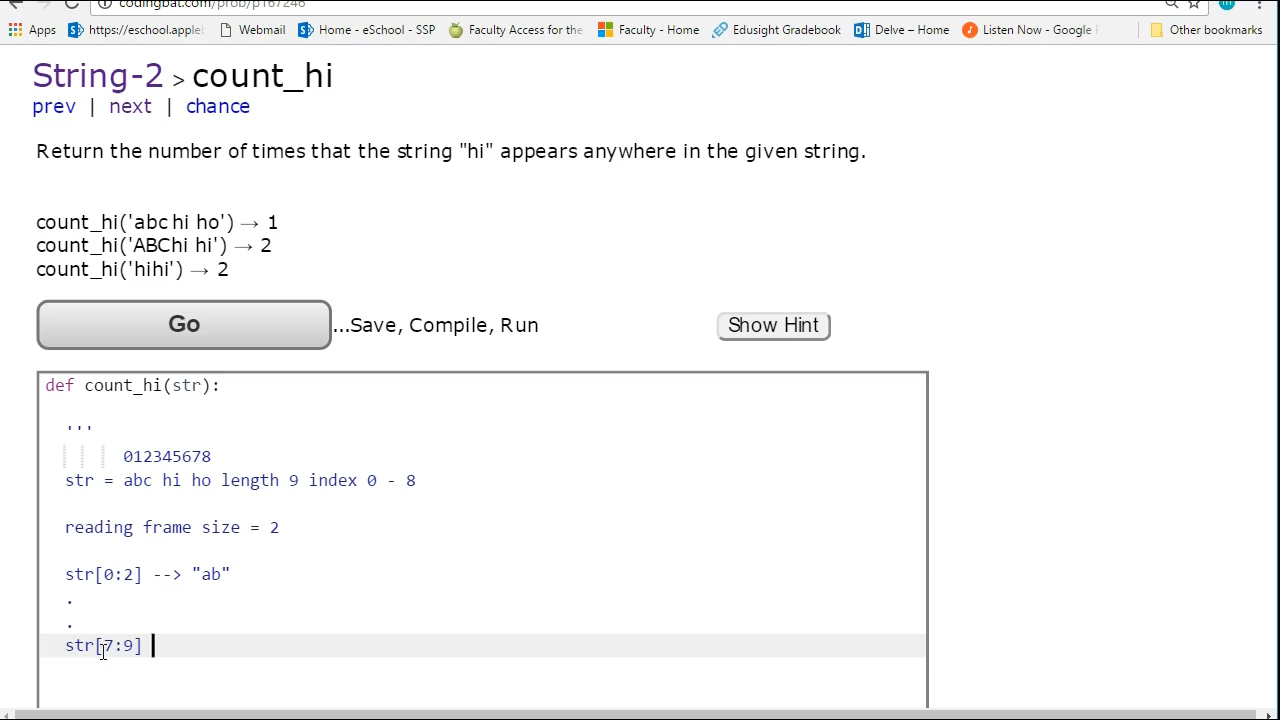 codingbat.com/prob/p167246
Apps https://eschool.apple Webmail Home - eSchool - SSP Faculty Access for the Faculty - Home Edusight Gradebook Delve – Home Listen Now - Google Other bookmarks
String-2 > count_hi
prev | next | chance
Return the number of times that the string "hi" appears anywhere in the given string.
count_hi('abc hi ho') → 1
count_hi('ABChi hi') → 2
count_hi('hihi') → 2
Go ...Save, Compile, Run Show Hint
def count_hi(str):
'''
012345678
str = abc hi ho length 9 index 0 - 8
reading frame size = 2
str[0:2] --> "ab"
.
.
str[7:9]